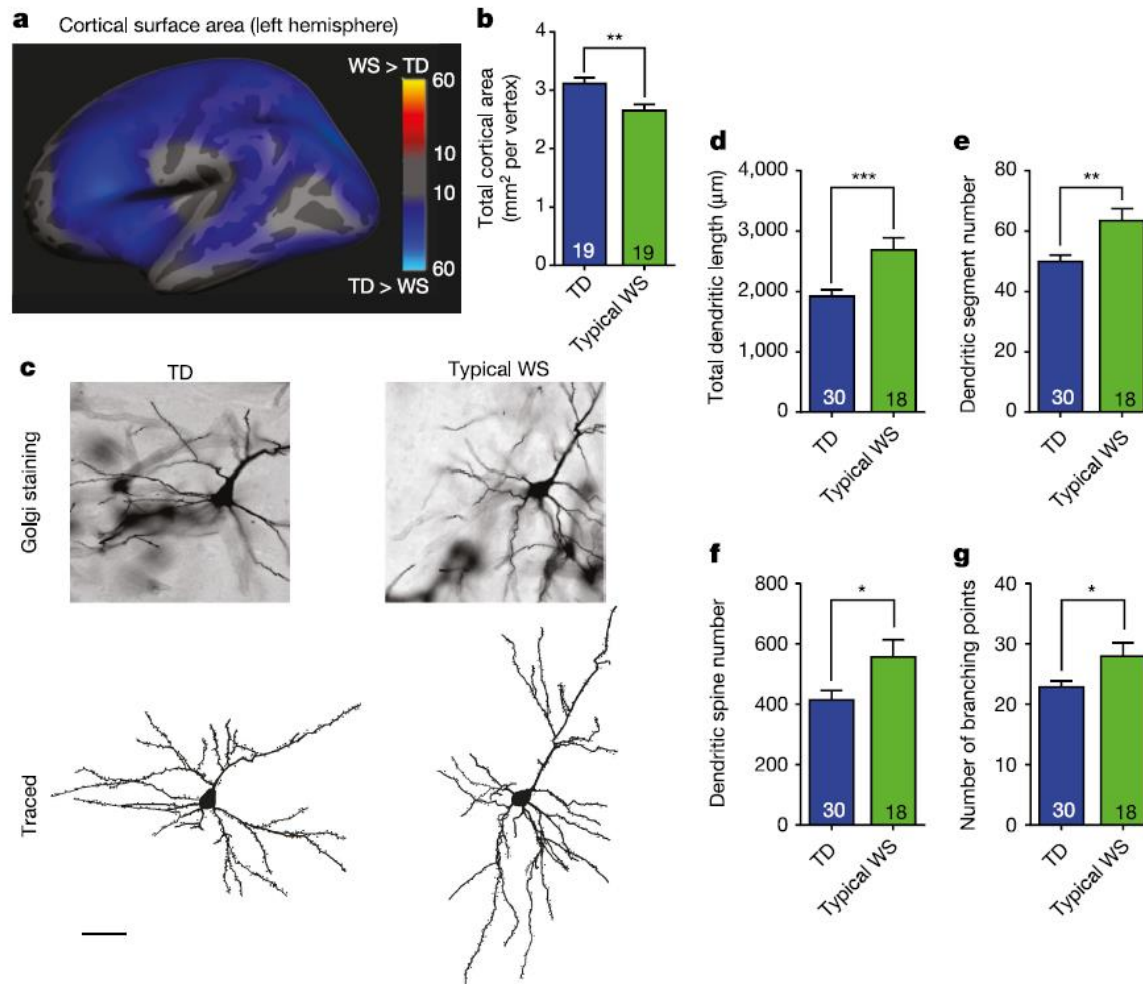 a
Cortical surface area (left hemisphere)
WS > TD
60
10
10
60
TD > WS
b
**
Total cortical area
(mm² per vertex)
4
3
2
1
0
19
19
TD
Typical WS
c
TD
Typical WS
Golgi staining
Traced
d
***
Total dendritic length (µm)
4,000
3,000
2,000
1,000
0
30
18
TD
Typical WS
e
**
Dendritic segment number
80
60
40
20
0
30
18
TD
Typical WS
f
*
Dendritic spine number
800
600
400
200
0
30
18
TD
Typical WS
g
*
Number of branching points
40
30
20
10
0
30
18
TD
Typical WS